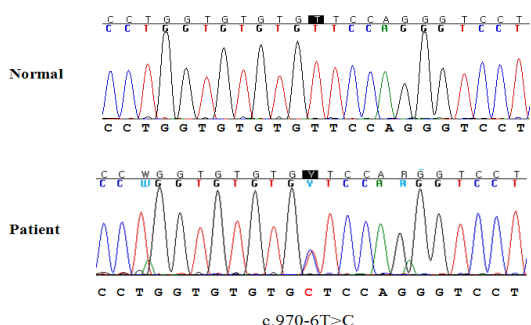 C C T G G T G T G T G T T C C A G G G T C C T
C C T G G T G T G T G T T C C A G G G T C C T
Normal
C C T G G T G T G T G T T C C A G G G T C C T
C C W G G T G T G T G Y T C C A R G G T C C T
C C W G G T G T G T G Y T C C A R G G T C C T
Patient
C C T G G T G T G T G C T C C A G G G T C C T
c.970-6T>C